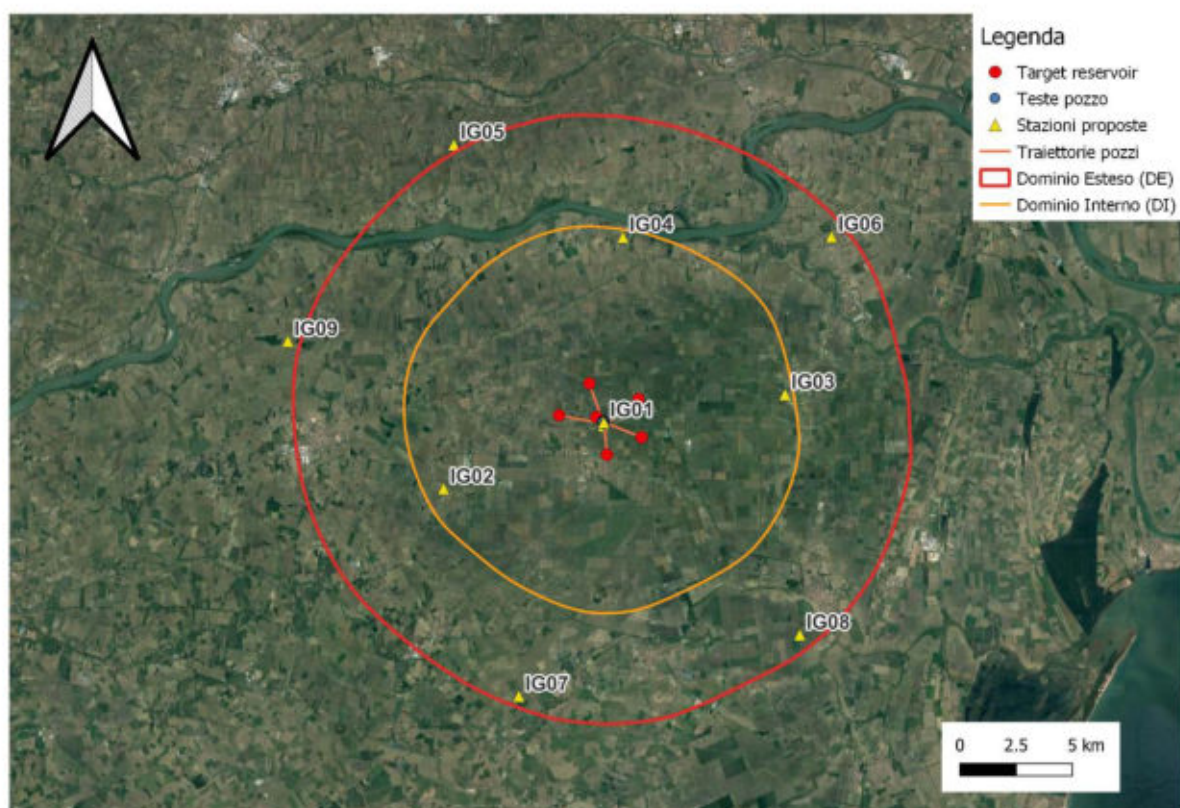 Legenda
Target reservoir
Teste pozzo
Stazioni proposte
Traiettorie pozzi
Dominio Esteso (DE)
Dominio Interno (DI)
IG05
IG04
IG06
IG09
IG03
IG01
IG02
IG08
IG07
0 2.5 5 km